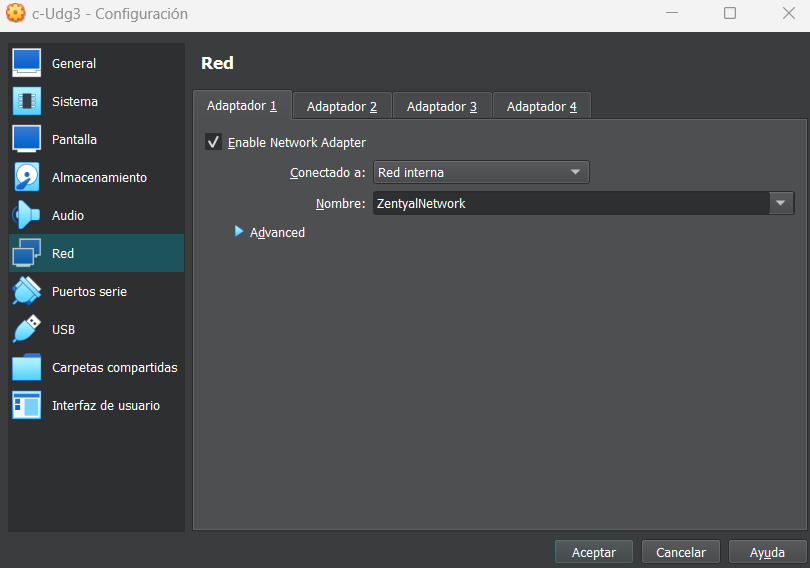 c-Udg3 - Configuración
General
Sistema
Pantalla
Almacenamiento
Audio
Red
Puertos serie
USB
Carpetas compartidas
Interfaz de usuario
Red
Adaptador 1 Adaptador 2 Adaptador 3 Adaptador 4
Enable Network Adapter
Conectado a: Red interna
Nombre: ZentyalNetwork
Advanced
Aceptar Cancelar Ayuda